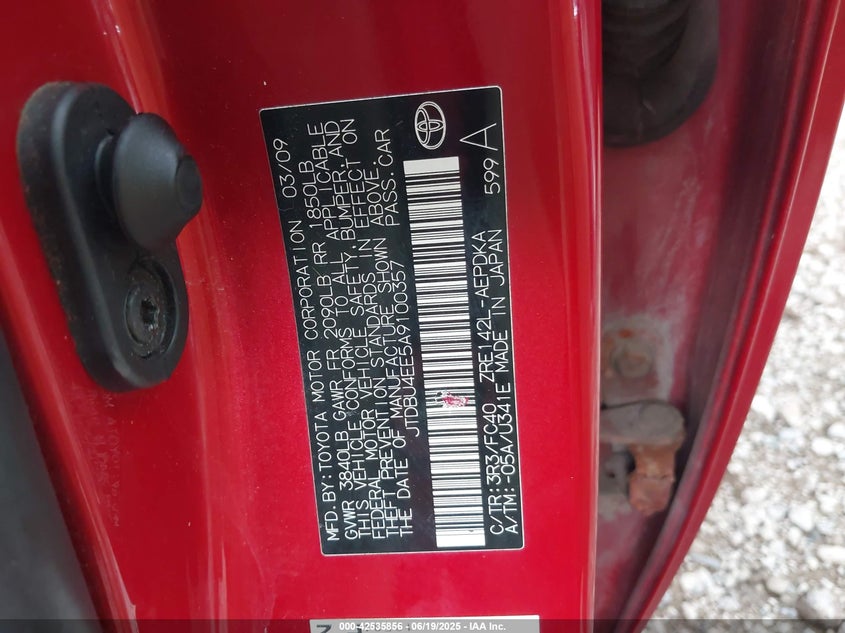 MFD. BY: TOYOTA MOTOR CORPORATION 03/09
GVWR 3840LB GAWR FR 2090LB RR 1850LB
THIS VEHICLE CONFORMS TO ALL APPLICABLE
FEDERAL MOTOR VEHICLE SAFETY, BUMPER, AND
THEFT PREVENTION STANDARDS IN EFFECT ON
THE DATE OF MANUFACTURE SHOWN ABOVE.
JTDBU4EE5A9100357 PASS. CAR
C/TR: 3R3/FC40 ZRE142L-AEPDKA
A/TM: -05A/U341E MADE IN JAPAN 599 A
000-42535856 - 06/19/2025 - IAA Inc.